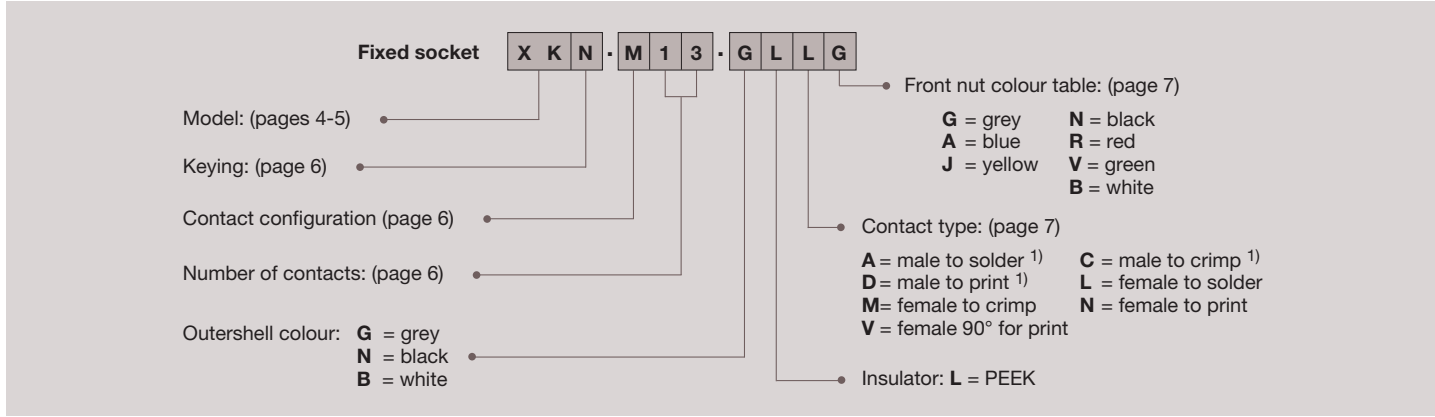 Fixed socket X K N · M 1 3 · G L L G
Front nut colour table: (page 7)
G = grey N = black
A = blue R = red
J = yellow V = green
B = white
Model: (pages 4-5)
Keying: (page 6)
Contact configuration (page 6)
Number of contacts: (page 6)
Outershell colour: G = grey
N = black
B = white
Contact type: (page 7)
A = male to solder 1) C = male to crimp 1)
D = male to print 1) L = female to solder
M= female to crimp N = female to print
V = female 90° for print
Insulator: L = PEEK